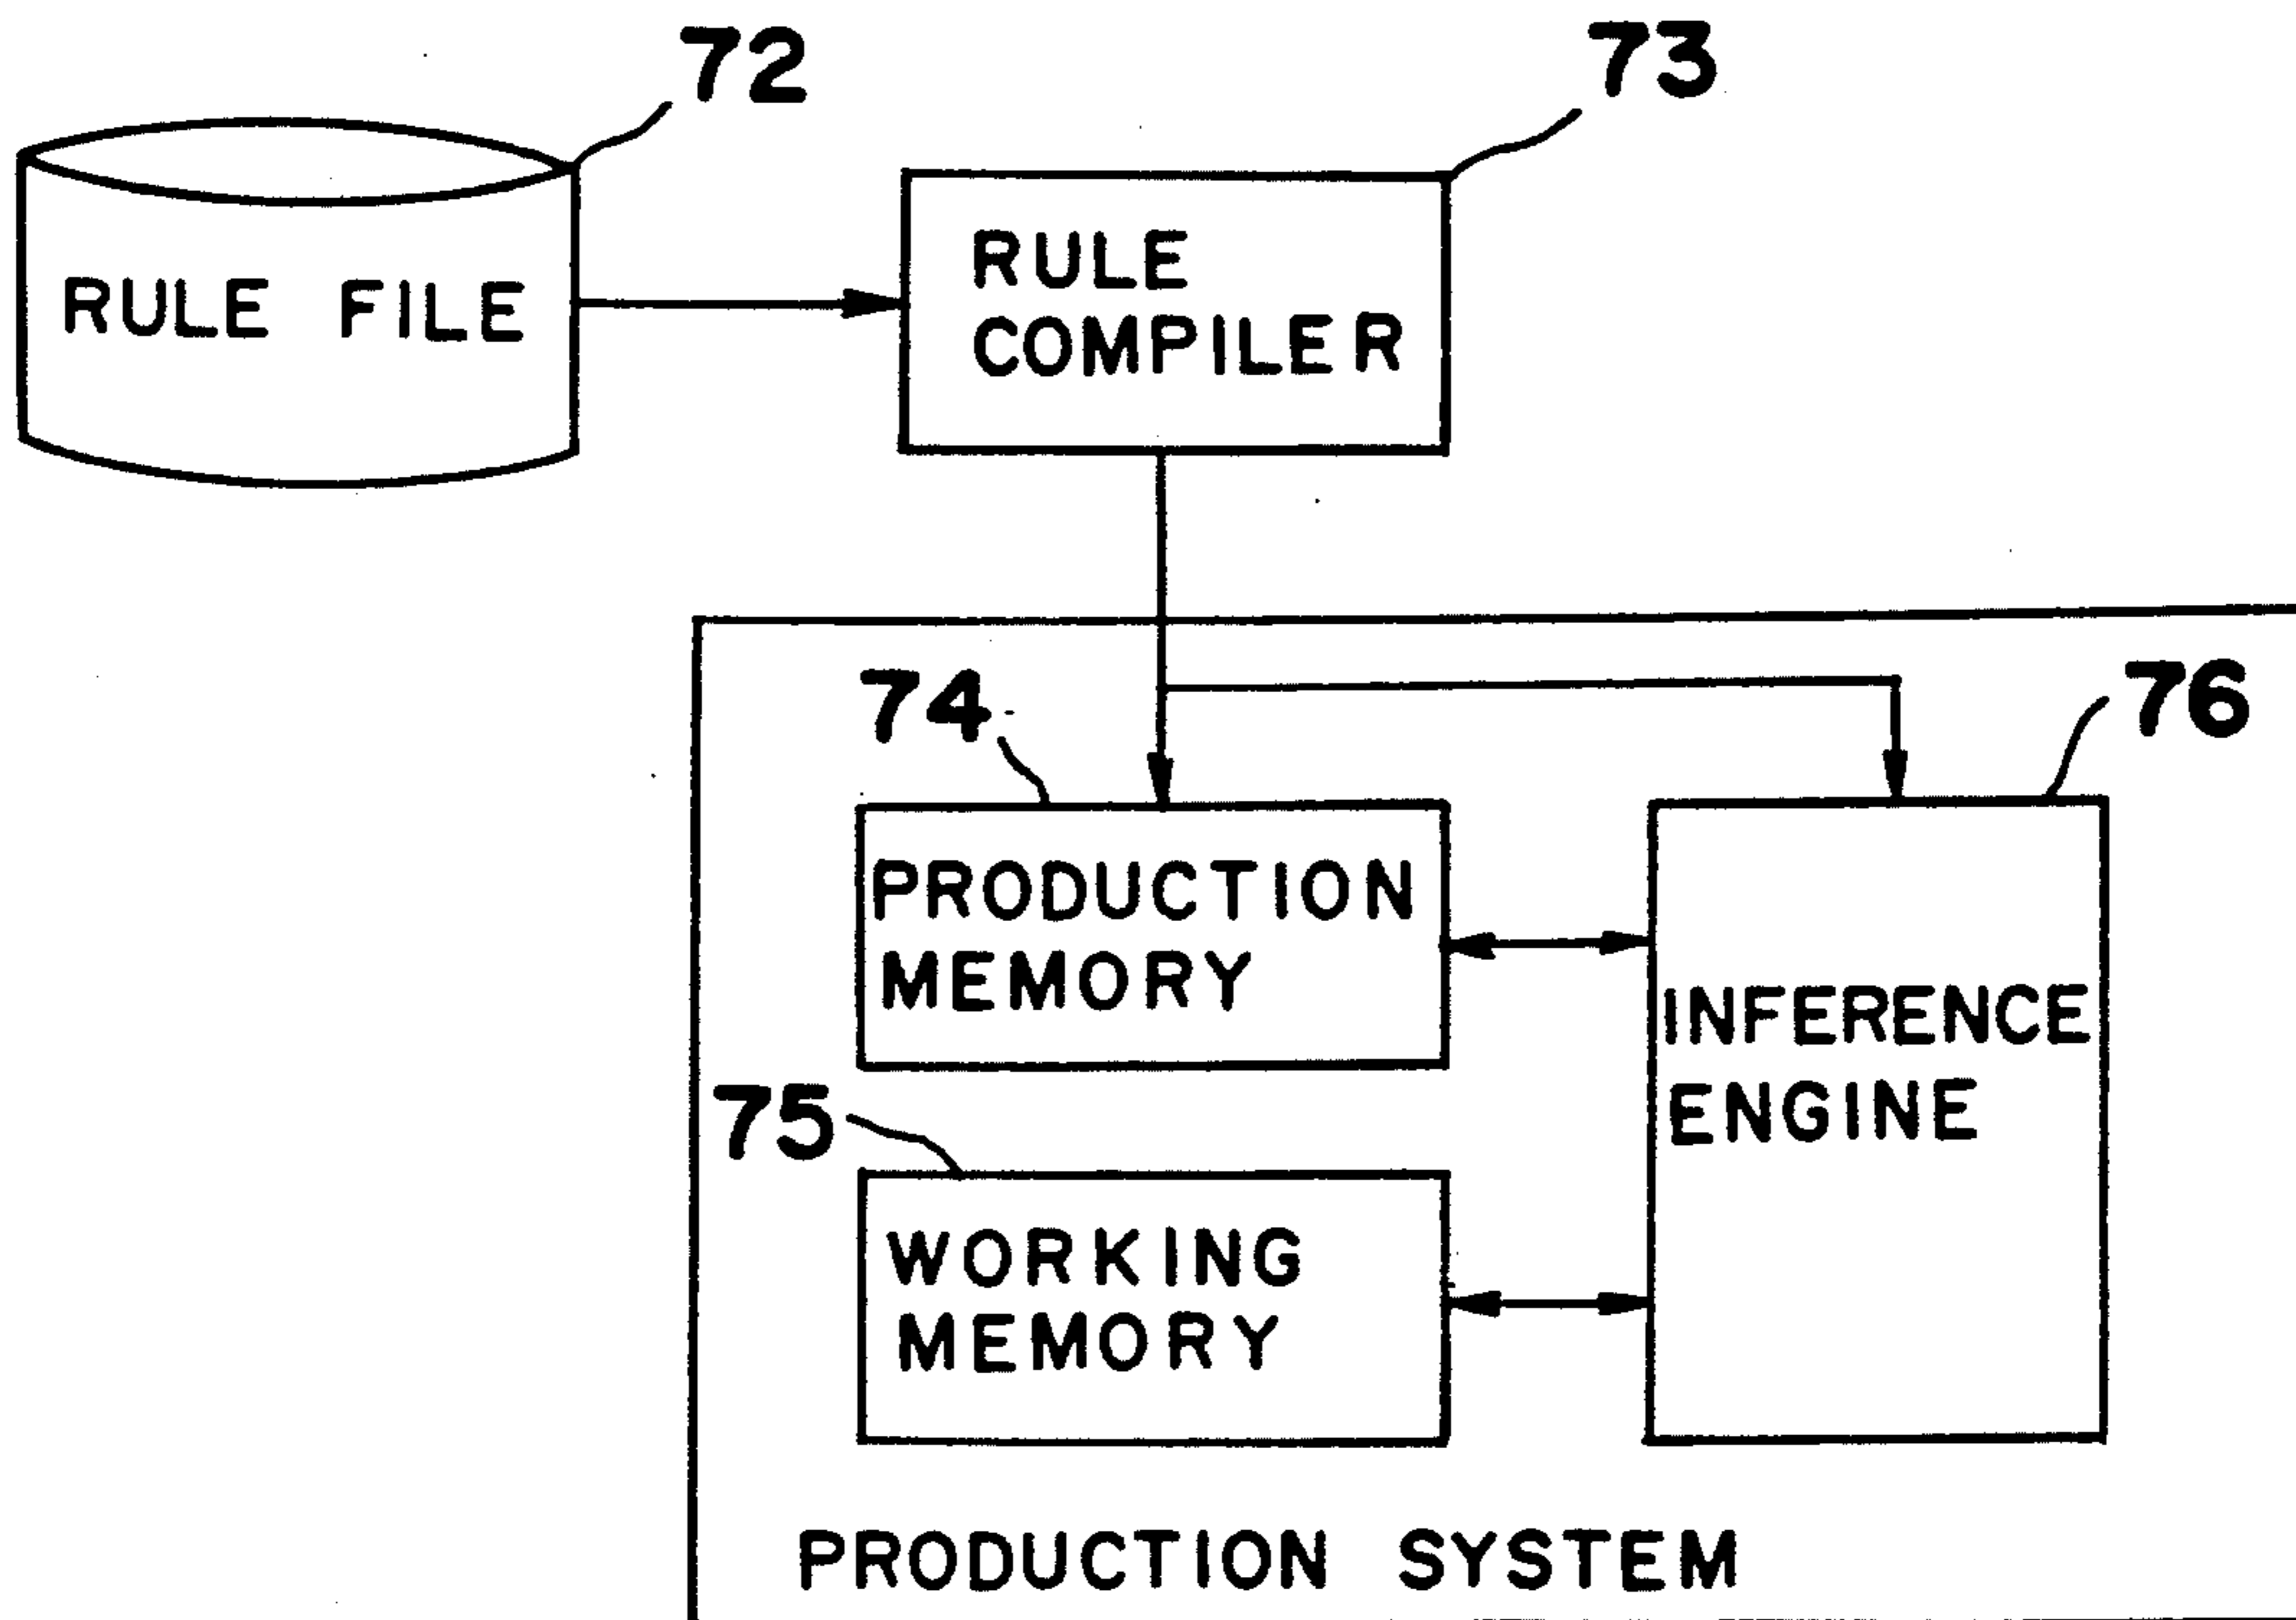 72
73
RULE FILE
RULE
COMPILER
74
76
PRODUCTION
MEMORY
INFERENCE
ENGINE
75
WORKING
MEMORY
PRODUCTION SYSTEM